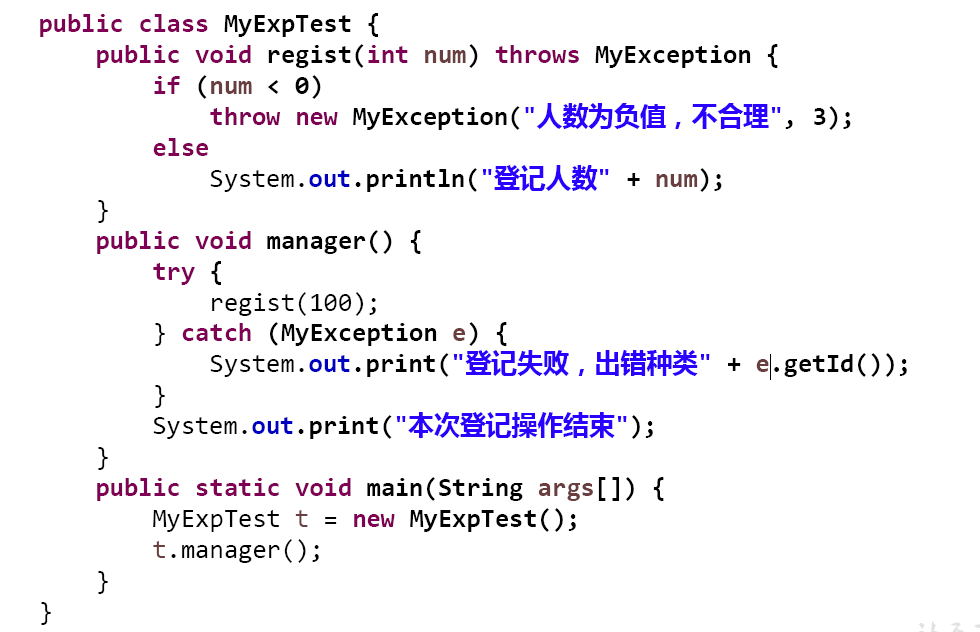 public class MyExpTest {
public void regist(int num) throws MyException {
if (num < 0)
throw new MyException("人数为负值，不合理", 3);
else
System.out.println("登记人数" + num);
}
public void manager() {
try {
regist(100);
} catch (MyException e) {
System.out.print("登记失败，出错种类" + e.getId());
}
System.out.print("本次登记操作结束");
}
public static void main(String args[]) {
MyExpTest t = new MyExpTest();
t.manager();
}
}